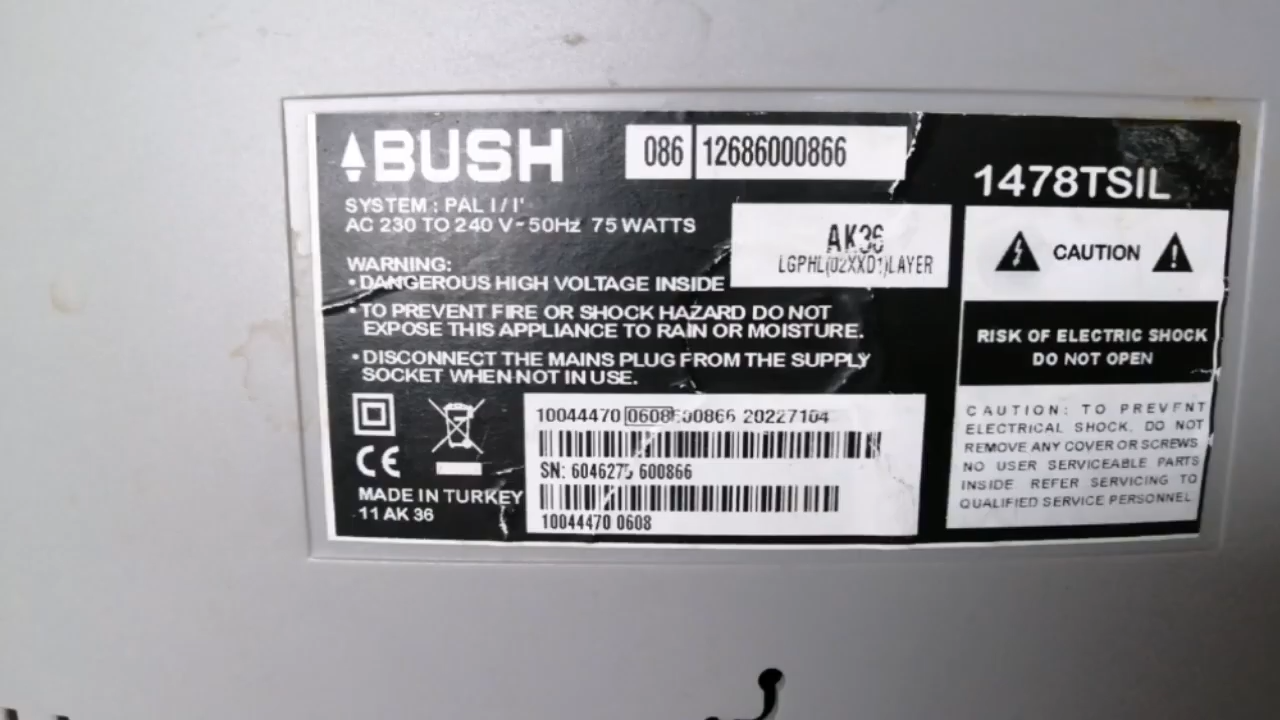 BUSH
086 12686000866
1478TSIL
SYSTEM : PAL I / I'
AC 230 TO 240 V ~ 50Hz 75 WATTS
AK36
LGPHL(02XXD1)LAYER
WARNING:
• DANGEROUS HIGH VOLTAGE INSIDE
• TO PREVENT FIRE OR SHOCK HAZARD DO NOT
EXPOSE THIS APPLIANCE TO RAIN OR MOISTURE.
• DISCONNECT THE MAINS PLUG FROM THE SUPPLY
SOCKET WHEN NOT IN USE.
CAUTION
RISK OF ELECTRIC SHOCK
DO NOT OPEN
CAUTION: TO PREVENT
ELECTRICAL SHOCK, DO NOT
REMOVE ANY COVER OR SCREWS
NO USER SERVICEABLE PARTS
INSIDE REFER SERVICING TO
QUALIFIED SERVICE PERSONNEL
CE
MADE IN TURKEY
11 AK 36
10044470 0608 600866 20227104
SN: 6046275 600866
10044470 0608